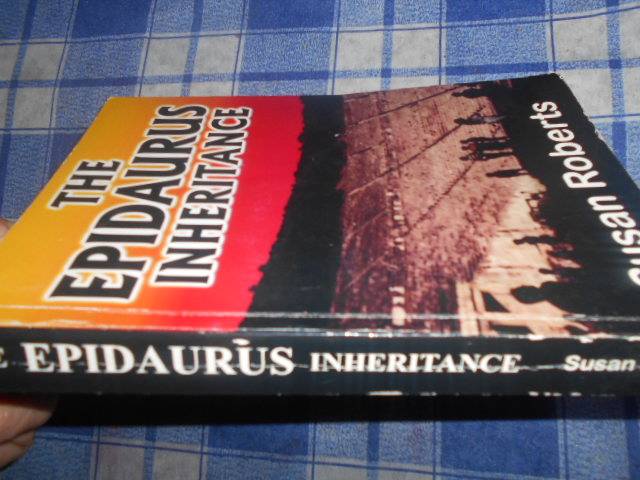 THE
EPIDAURUS
INHERITANCE
Susan Roberts
EPIDAURUS INHERITANCE Susan